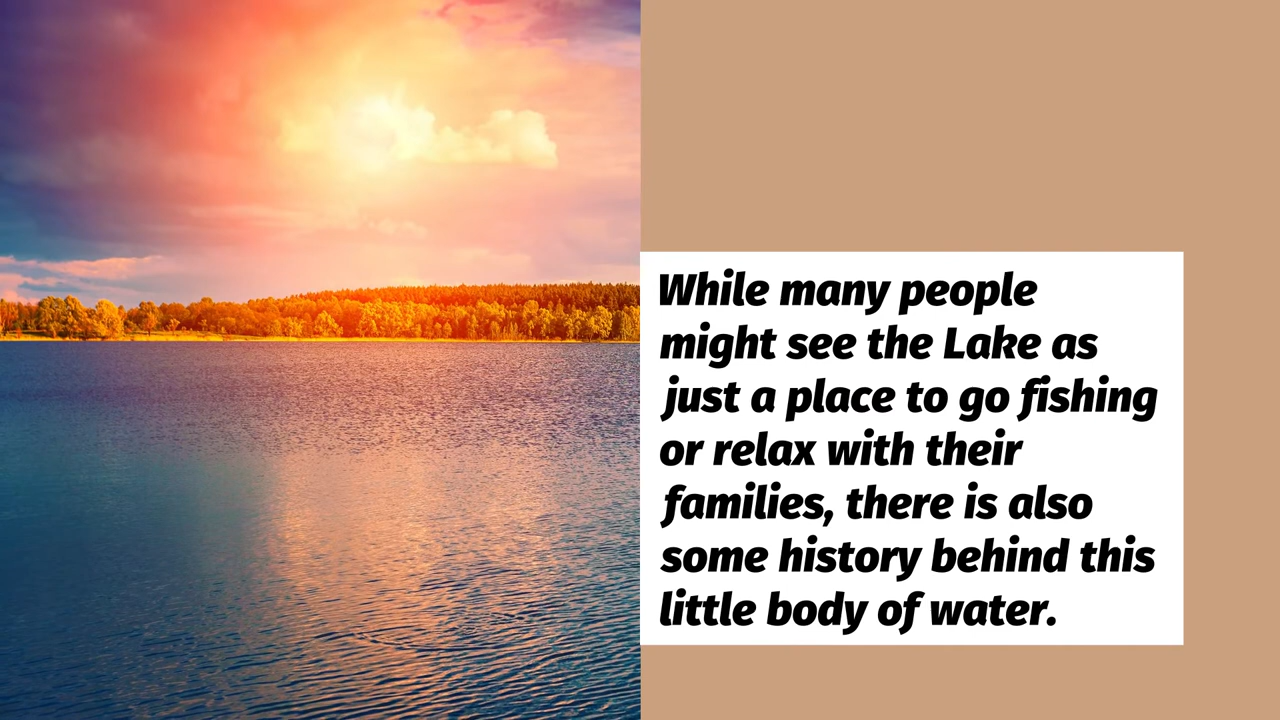 While many people
might see the Lake as
just a place to go fishing
or relax with their
families, there is also
some history behind this
little body of water.